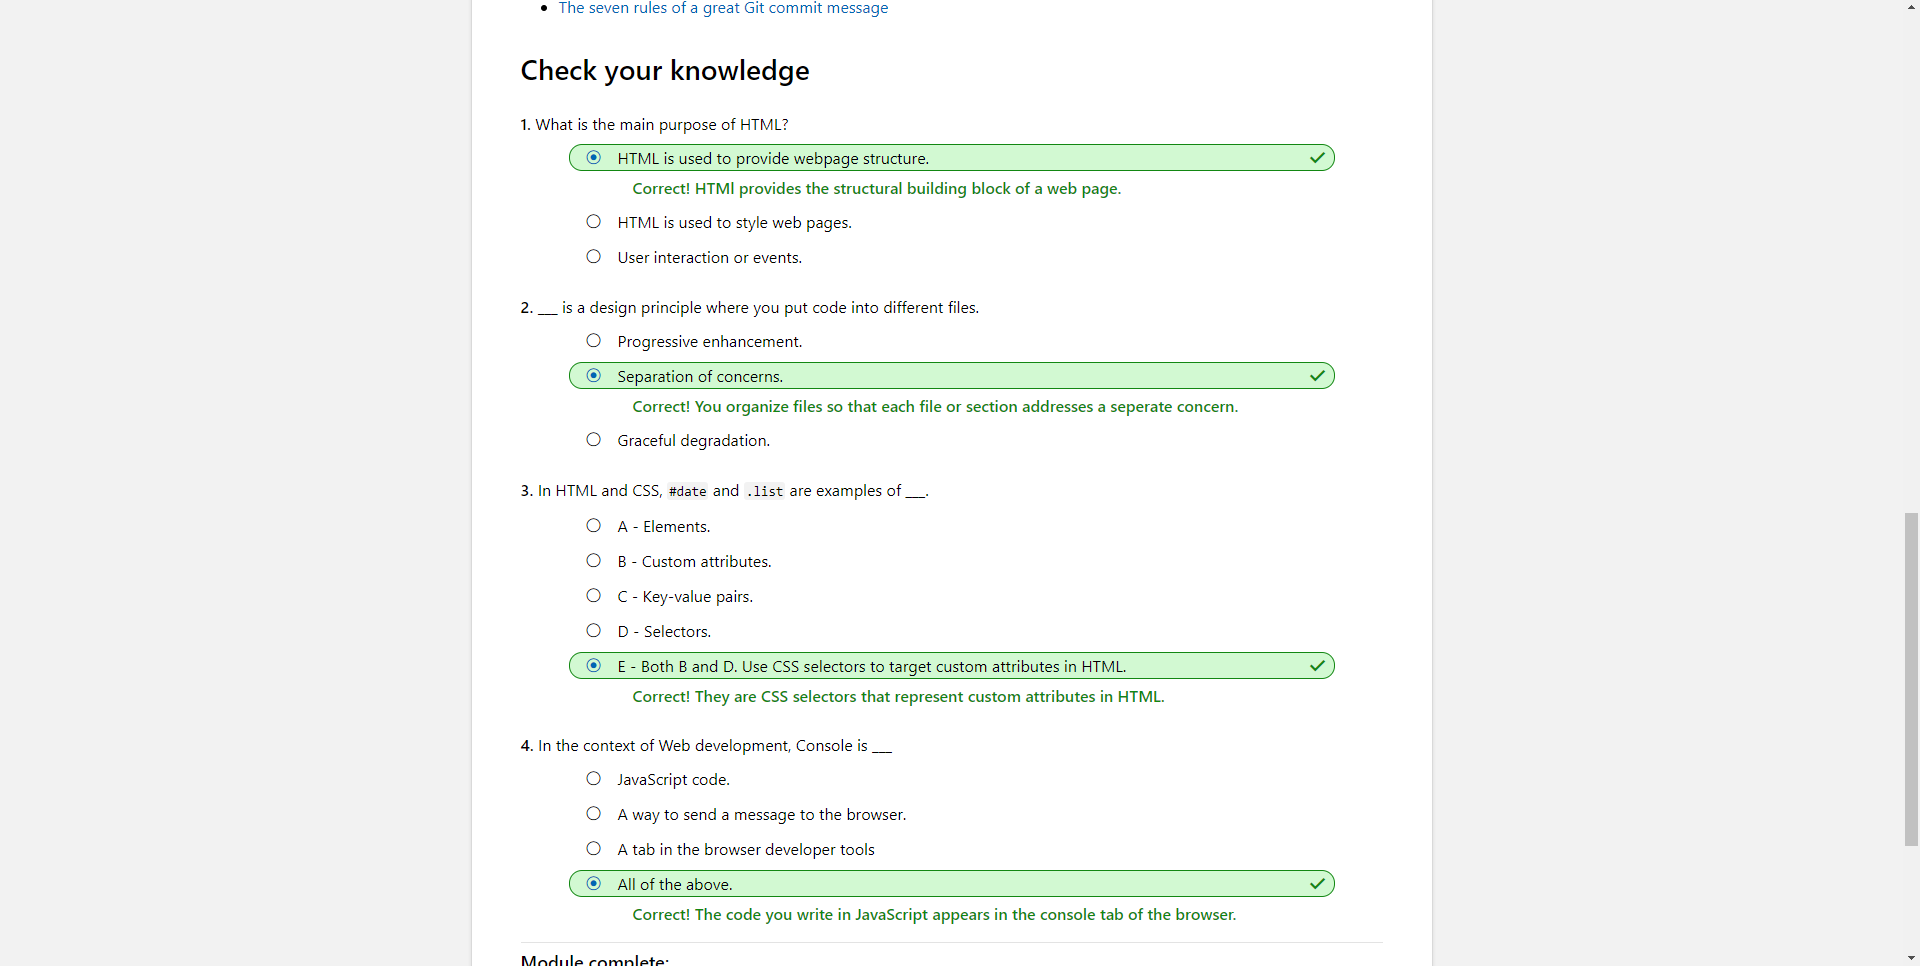 The seven rules of a great Git commit message
Check your knowledge
1. What is the main purpose of HTML?
HTML is used to provide webpage structure.
Correct! HTMl provides the structural building block of a web page.
HTML is used to style web pages.
User interaction or events.
2. ___ is a design principle where you put code into different files.
Progressive enhancement.
Separation of concerns.
Correct! You organize files so that each file or section addresses a seperate concern.
Graceful degradation.
3. In HTML and CSS, #date and .list are examples of ___.
A - Elements.
B - Custom attributes.
C - Key-value pairs.
D - Selectors.
E - Both B and D. Use CSS selectors to target custom attributes in HTML.
Correct! They are CSS selectors that represent custom attributes in HTML.
4. In the context of Web development, Console is ___
JavaScript code.
A way to send a message to the browser.
A tab in the browser developer tools
All of the above.
Correct! The code you write in JavaScript appears in the console tab of the browser.
Module complete: